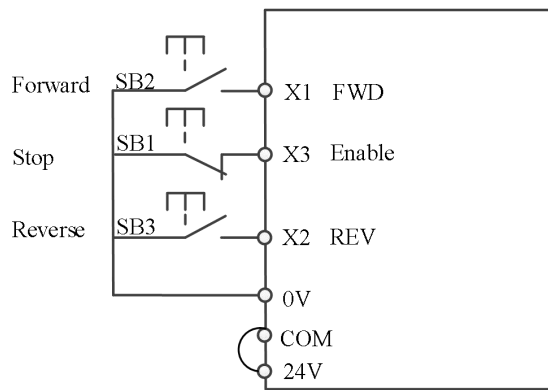 Forward SB2 X1 FWD
Stop SB1 X3 Enable
Reverse SB3 X2 REV
0V
COM
24V